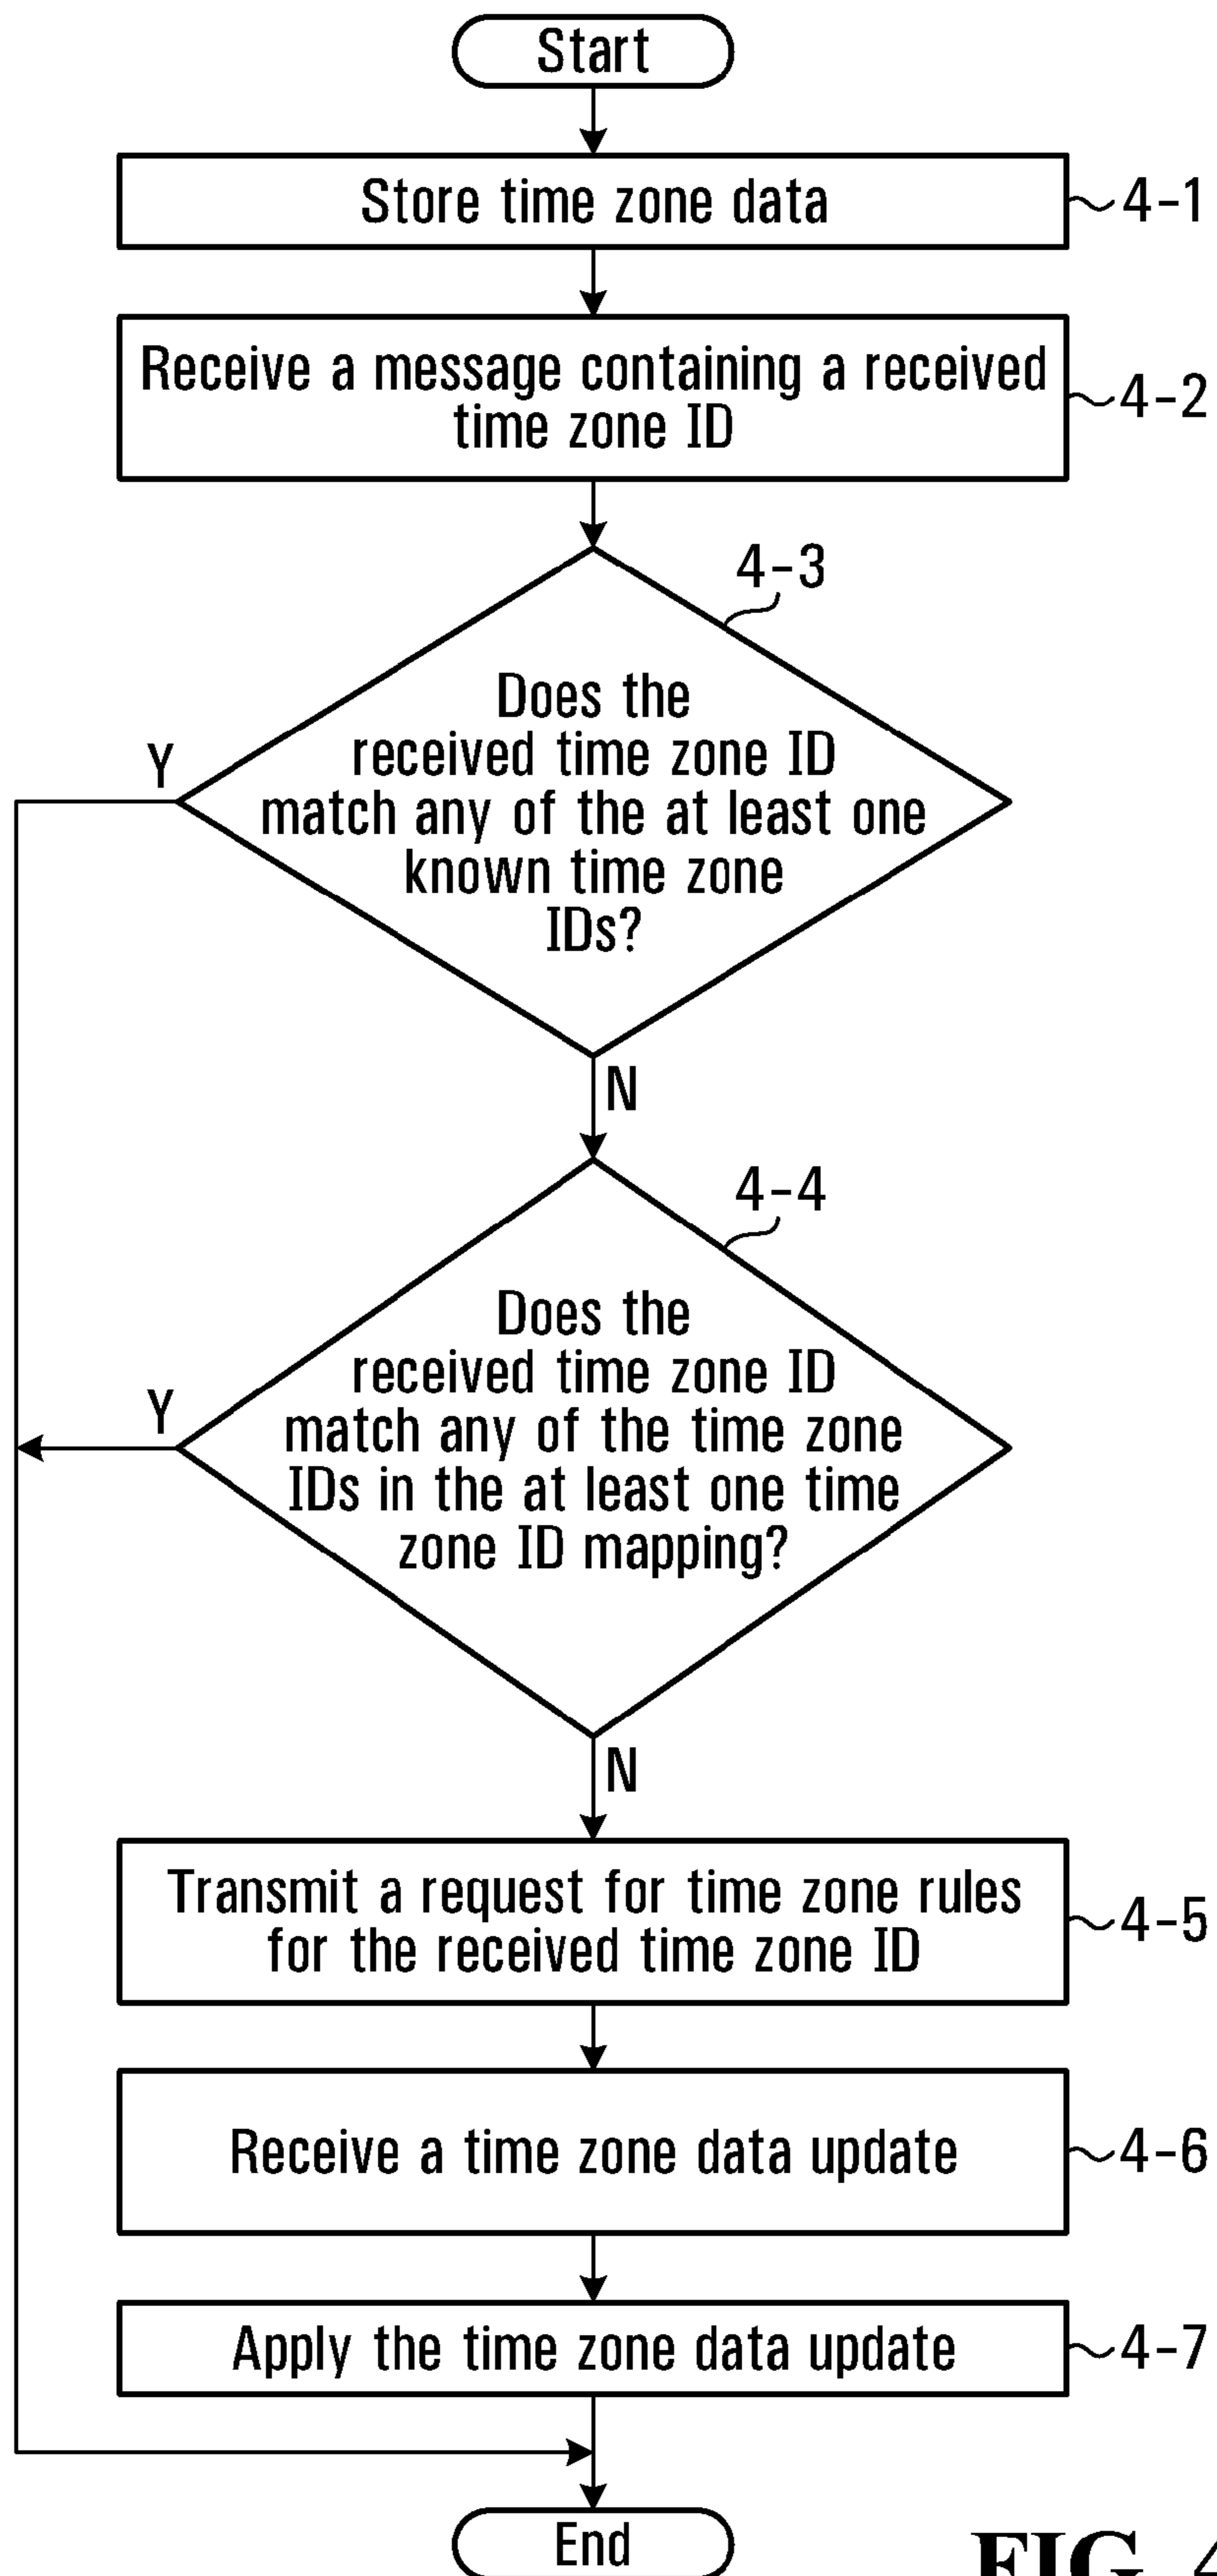 Start
Store time zone data
4-1
Receive a message containing a received
time zone ID
4-2
4-3
Does the
received time zone ID
match any of the at least one
known time zone
IDs?
Y
N
4-4
Does the
received time zone ID
match any of the time zone
IDs in the at least one time
zone ID mapping?
Y
N
Transmit a request for time zone rules
for the received time zone ID
4-5
Receive a time zone data update
4-6
Apply the time zone data update
4-7
End
FIG. 4